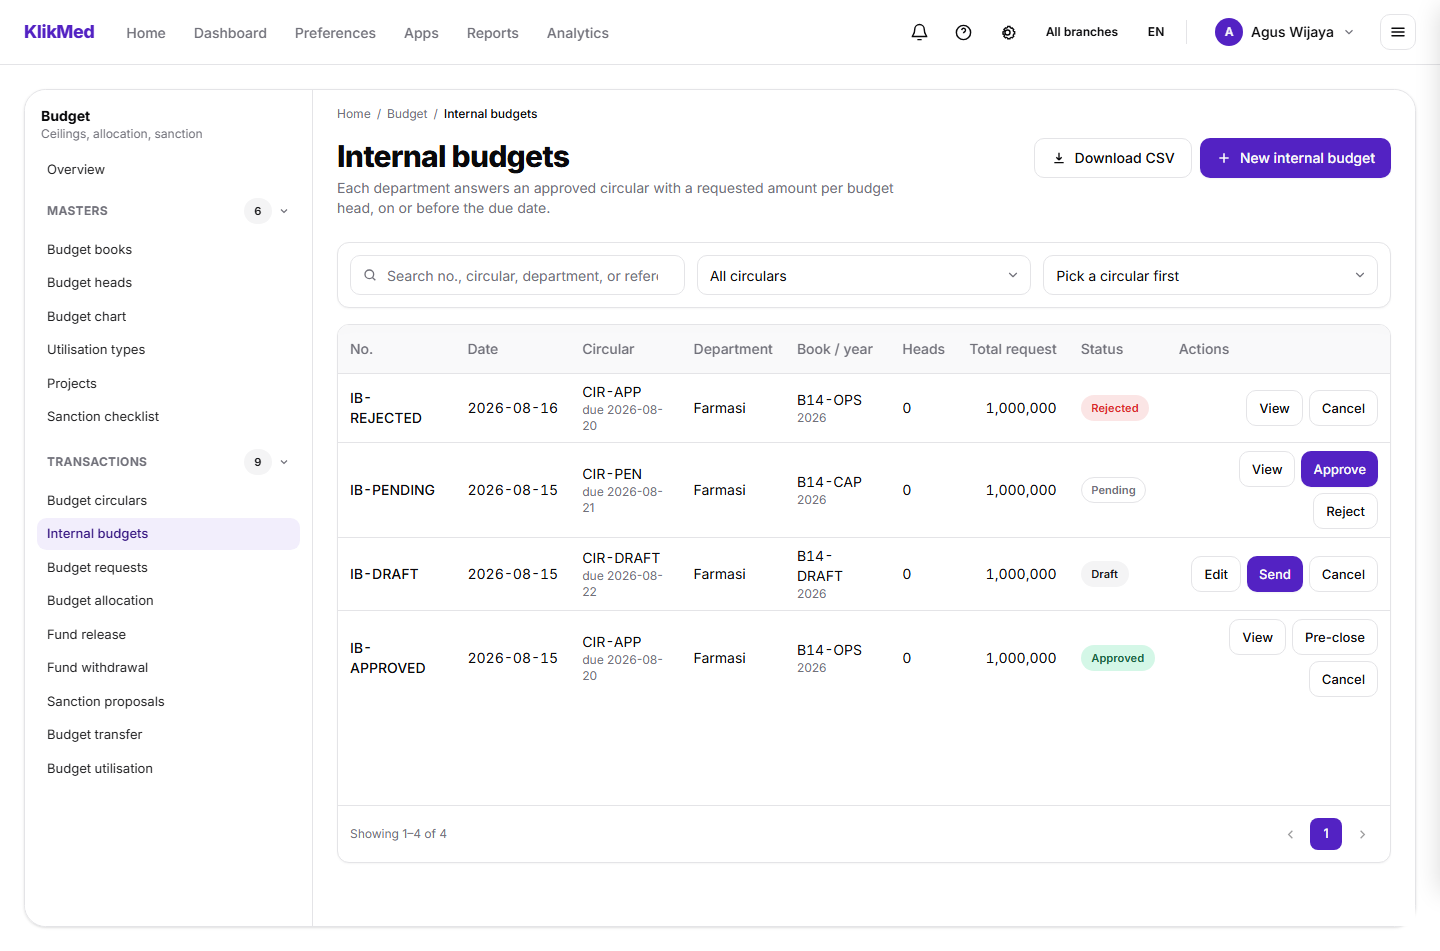 KlikMed
Home
Dashboard
Preferences
Apps
Reports
Analytics
All branches
EN
A
Agus Wijaya
Budget
Ceilings, allocation, sanction
Overview
MASTERS
6
Budget books
Budget heads
Budget chart
Utilisation types
Projects
Sanction checklist
TRANSACTIONS
9
Budget circulars
Internal budgets
Budget requests
Budget allocation
Fund release
Fund withdrawal
Sanction proposals
Budget transfer
Budget utilisation
Home / Budget / Internal budgets
Internal budgets
Each department answers an approved circular with a requested amount per budget
head, on or before the due date.
Download CSV
+ New internal budget
Search no., circular, department, or refer
All circulars
Pick a circular first
No. Date Circular Department Book / year Heads Total request Status Actions
IB-
REJECTED
2026-08-16
CIR-APP
due 2026-08-
20
Farmasi
B14-OPS
2026
0
1,000,000
Rejected
View
Cancel
IB-PENDING
2026-08-15
CIR-PEN
due 2026-08-
21
Farmasi
B14-CAP
2026
0
1,000,000
Pending
View
Approve
Reject
IB-DRAFT
2026-08-15
CIR-DRAFT
due 2026-08-
22
Farmasi
B14-
DRAFT
2026
0
1,000,000
Draft
Edit
Send
Cancel
IB-
APPROVED
2026-08-15
CIR-APP
due 2026-08-
20
Farmasi
B14-OPS
2026
0
1,000,000
Approved
View
Pre-close
Cancel
Showing 1–4 of 4
1